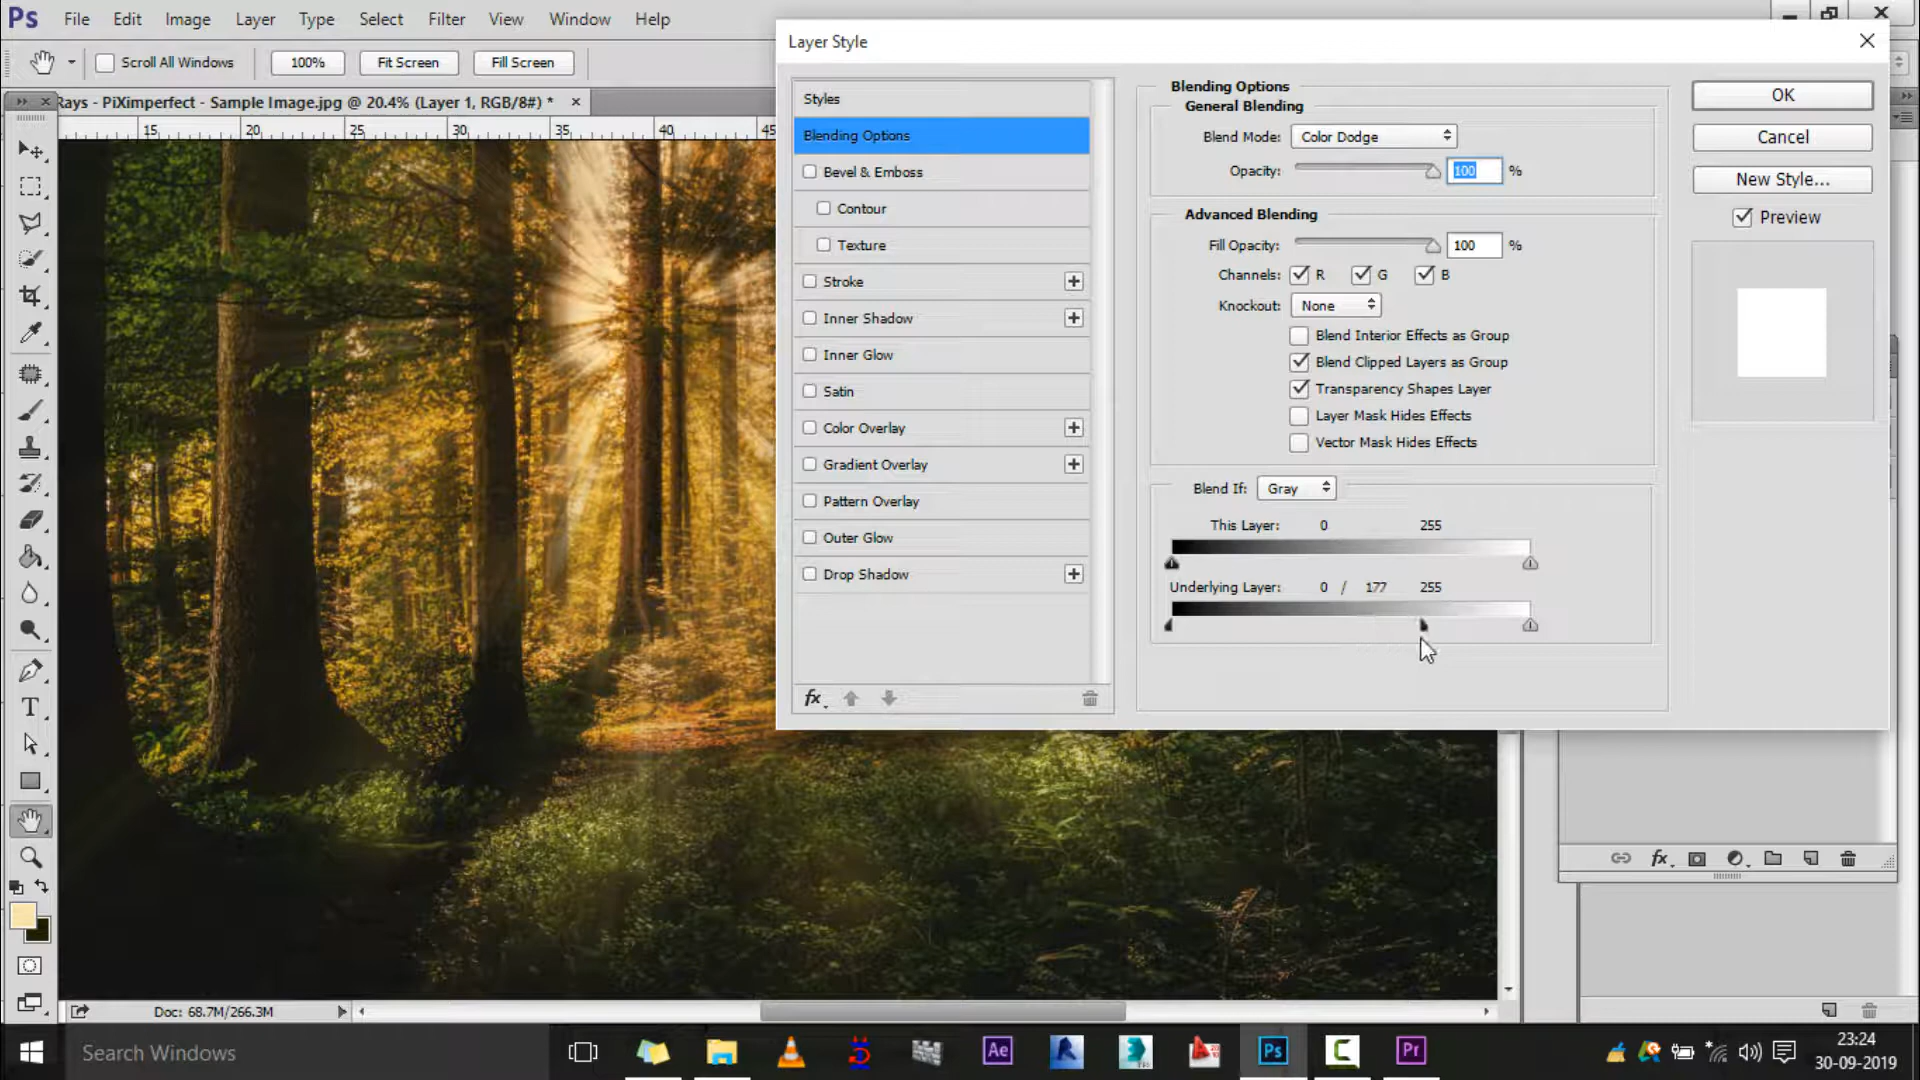 Ps File Edit Image Layer Type Select Filter View Window Help
Scroll All Windows 100% Fit Screen Fill Screen
Rays - PiXimperfect - Sample Image.jpg @ 20.4% (Layer 1, RGB/8#) *
15 20 25 30 35 40 45
Layer Style
Styles
Blending Options
Bevel & Emboss
Contour
Texture
Stroke
Inner Shadow
Inner Glow
Satin
Color Overlay
Gradient Overlay
Pattern Overlay
Outer Glow
Drop Shadow
fx
Blending Options
General Blending
Blend Mode: Color Dodge
Opacity: 100 %
Advanced Blending
Fill Opacity: 100 %
Channels: R G B
Knockout: None
Blend Interior Effects as Group
Blend Clipped Layers as Group
Transparency Shapes Layer
Layer Mask Hides Effects
Vector Mask Hides Effects
Blend If: Gray
This Layer: 0 255
Underlying Layer: 0 / 177 255
OK
Cancel
New Style...
Preview
fx
Doc: 68.7M/266.3M
Search Windows
Ae
Ps
Pr
23:24
30-09-2019